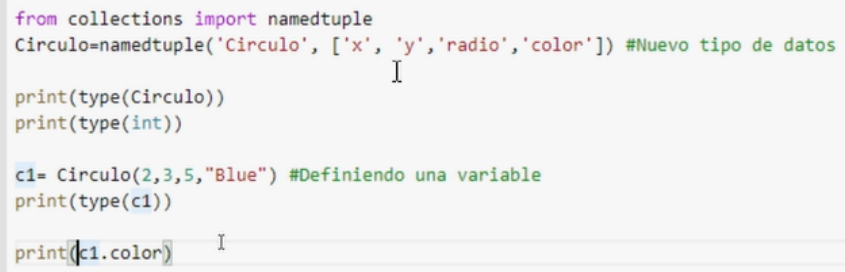 from collections import namedtuple
Circulo=namedtuple('Circulo', ['x', 'y','radio','color']) #Nuevo tipo de datos
print(type(Circulo))
print(type(int))
c1= Circulo(2,3,5,"Blue") #Definiendo una variable
print(type(c1))
print(c1.color)